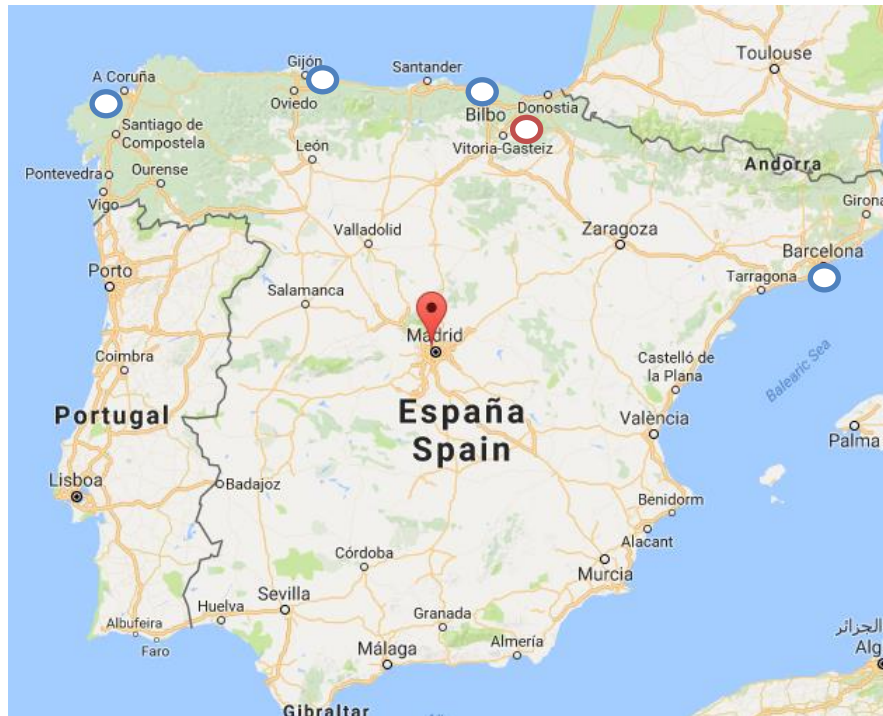 Toulouse
Gijón
Santander
A Coruña
Oviedo
Donostia
Bilbo
Santiago de
Compostela
León
Vitoria-Gasteiz
Andorra
Pontevedra
Ourense
Vigo
Girona
Valladolid
Zaragoza
Barcelona
Porto
Tarragona
Salamanca
Madrid
Coimbra
Castelló de
la Plana
Balearic Sea
España
Spain
Portugal
València
Palma
Lisboa
Badajoz
Benidorm
Alacant
Córdoba
Murcia
Sevilla
Huelva
Granada
Albufeira
Faro
Almería
Málaga
الجزائر
Alg
Gibraltar